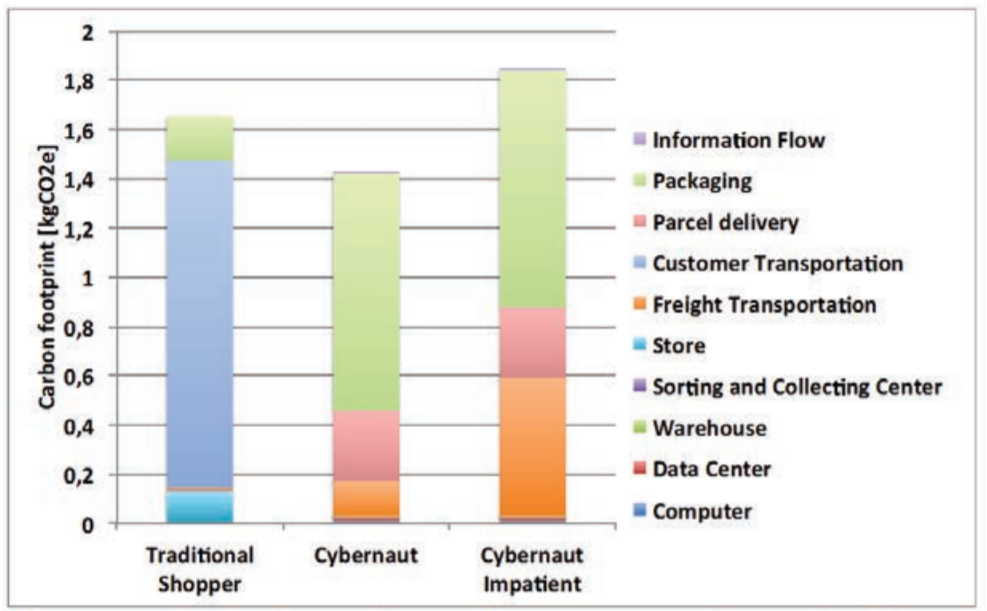 Carbon footprint [kgCO2e]
2
1,8
1,6
1,4
1,2
1
0,8
0,6
0,4
0,2
0
Traditional
Shopper
Cybernaut
Cybernaut
Impatient
Information Flow
Packaging
Parcel delivery
Customer Transportation
Freight Transportation
Store
Sorting and Collecting Center
Warehouse
Data Center
Computer